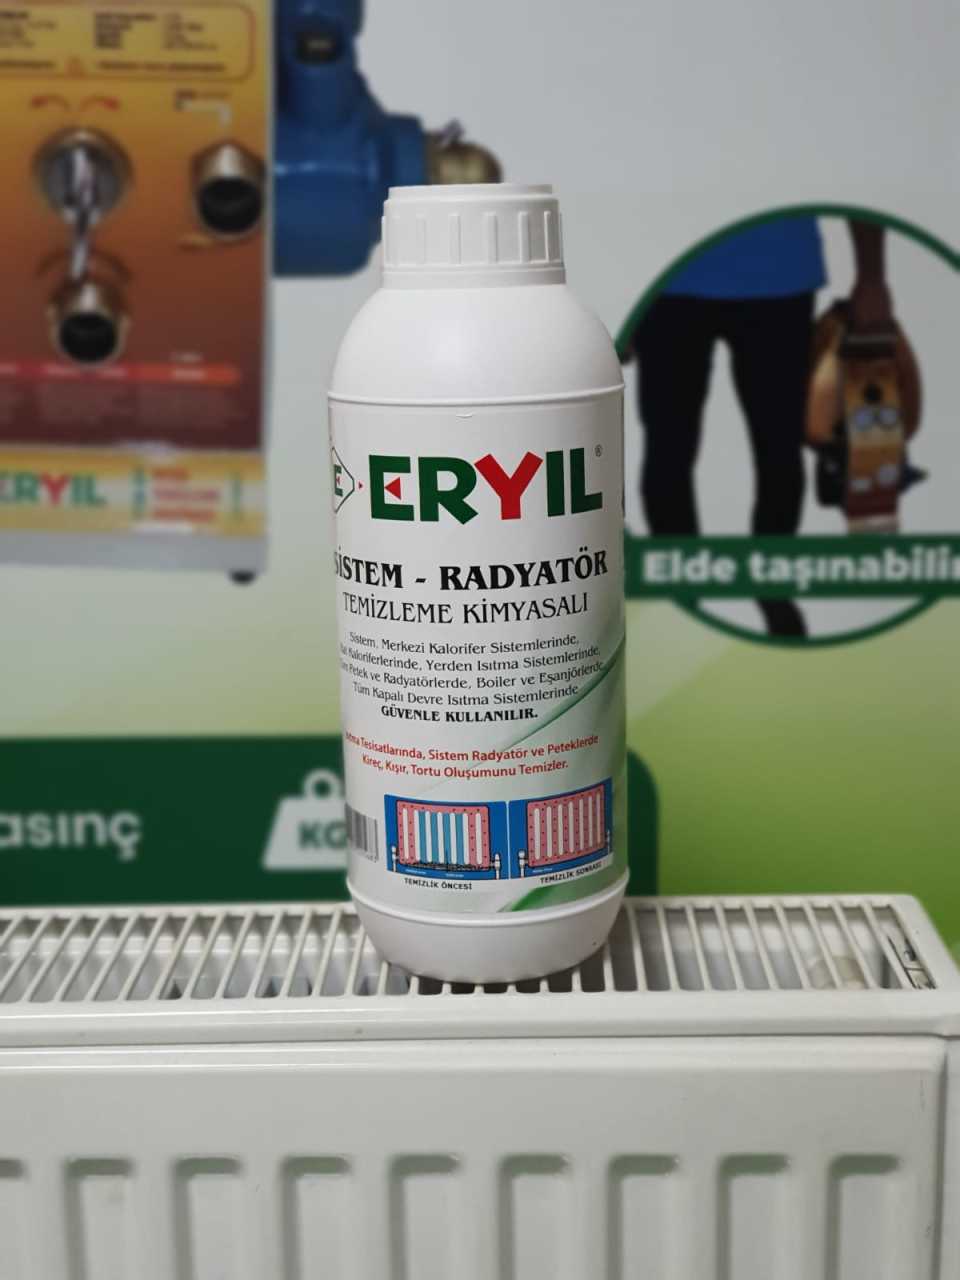 ERYIL
E
ERYIL®
SİSTEM - RADYATÖR
TEMİZLEME KİMYASALI
Sistem, Merkezi Kalorifer Sistemlerinde,
Kaloriferlerinde, Yerden Isıtma Sistemlerinde,
Petek ve Radyatörlerde, Boiler ve Eşanjörlerde
Tüm Kapalı Devre Isıtma Sistemlerinde
GÜVENLE KULLANILIR.
Tesisatlarında, Sistem Radyatör ve Peteklerde
Kireç, Kışır, Tortu Oluşumunu Temizler.
TEMİZLİK ÖNCESİ
TEMİZLİK SONRASI
Elde taşınabilir
asınç
KG